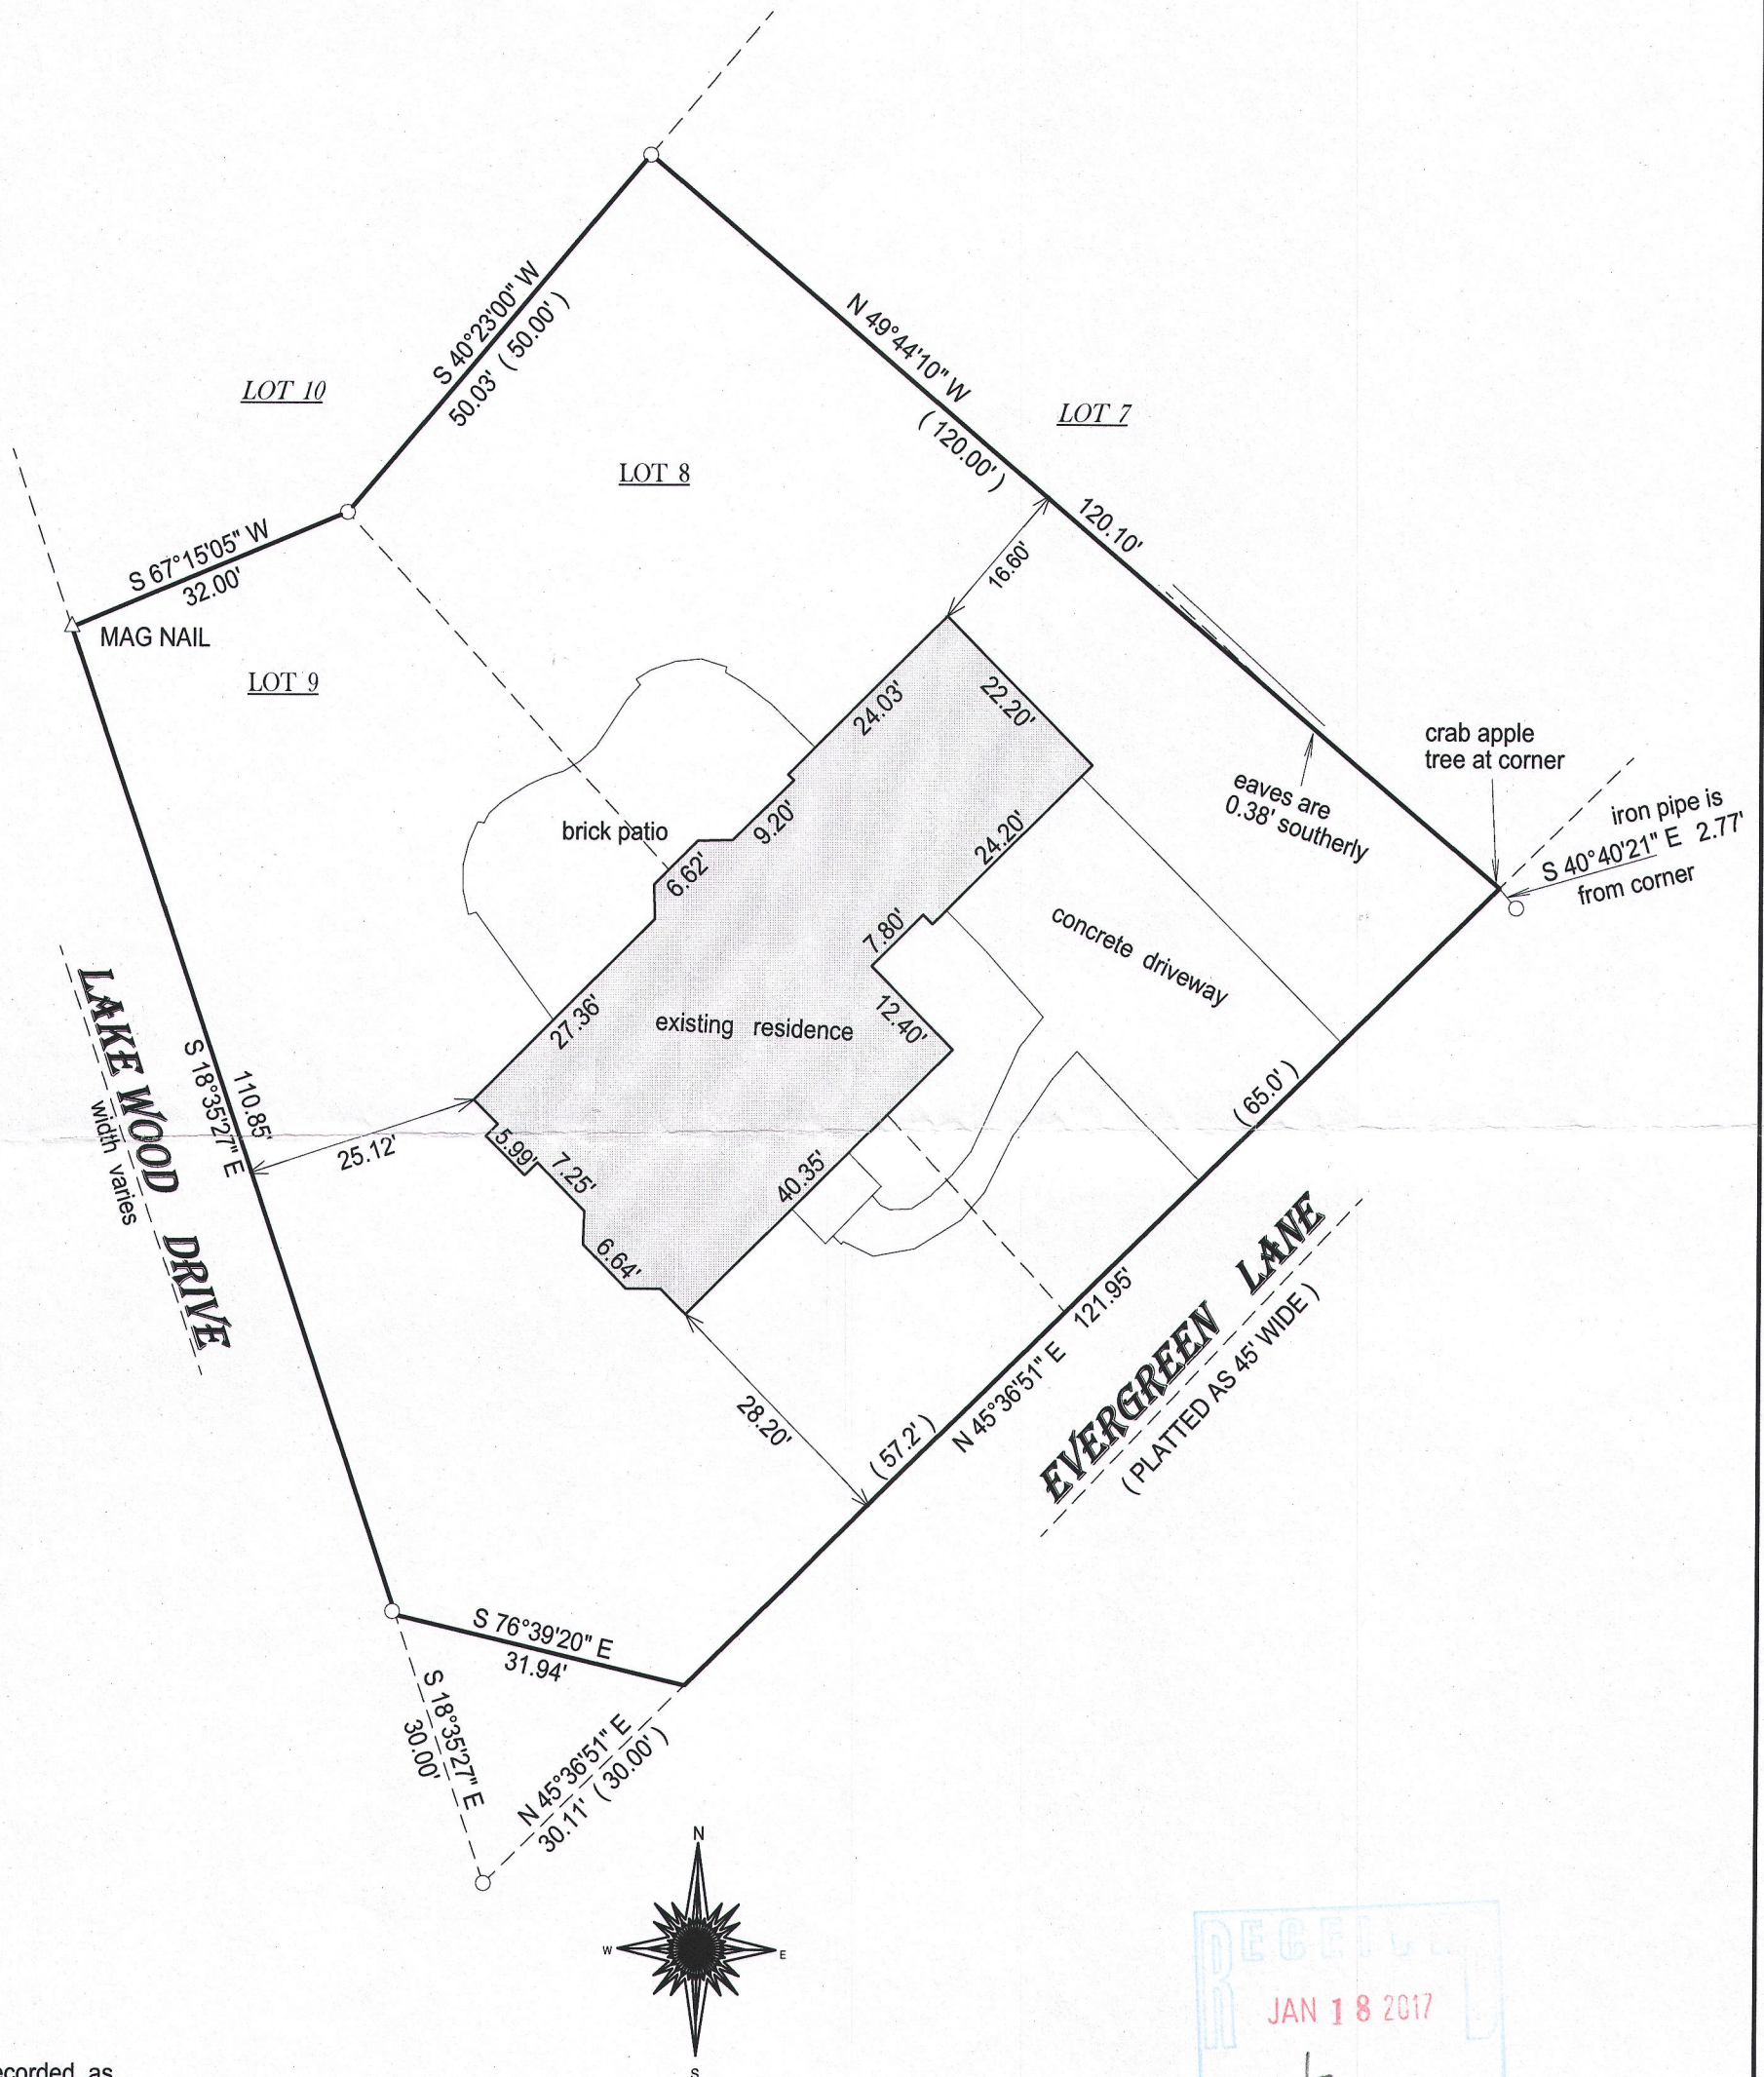 S 40°23'00" W
50.03' ( 50.00' )
N 49°44'10" W
( 120.00' )
120.10'
LOT 10
LOT 7
LOT 8
S 67°15'05" W
32.00'
MAG NAIL
LOT 9
16.60'
24.03'
22.20'
crab apple
tree at corner
eaves are
0.38' southerly
iron pipe is
S 40°40'21" E 2.77'
from corner
brick patio
9.20'
24.20'
6.62'
7.80'
concrete driveway
12.40'
27.36'
existing residence
LAKE WOOD DRIVE
width varies
110.85'
S 18°35'27" E
25.12'
5.99'
7.25'
6.64'
40.35'
( 65.0' )
28.20'
( 57.2' )
N 45°36'51" E 121.95'
EVERGREEN LANE
( PLATTED AS 45' WIDE )
S 76°39'20" E
31.94'
S 18°35'27" E
30.00'
N 45°36'51" E
30.11' ( 30.00' )
N
W
E
S
RECEIVED
JAN 18 2017
as